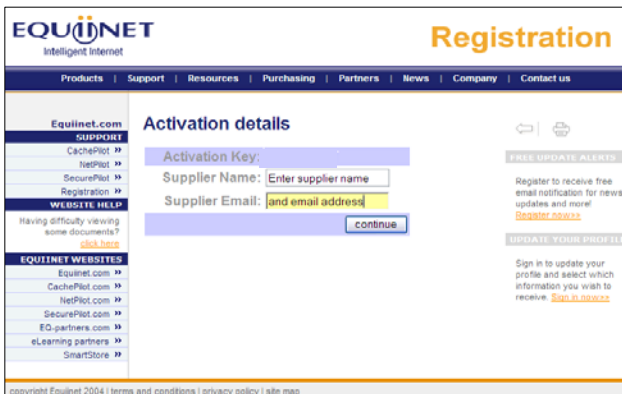 EQUiiNET
Intelligent Internet
Registration
Products | Support | Resources | Purchasing | Partners | News | Company | Contact us
Equiinet.com
SUPPORT
CachePilot »
NetPilot »
SecurePilot »
Registration »
WEBSITE HELP
Having difficulty viewing
some documents?
click here
EQUIINET WEBSITES
Equiinet.com »
CachePilot.com »
NetPilot.com »
SecurePilot.com »
EQ-partners.com »
eLearning partners »
SmartStore »
Activation details
Activation Key:
Supplier Name: Enter supplier name
Supplier Email: and email address
continue
FREE UPDATE ALERTS
Register to receive free
email notification for news
updates and more!
Register now>>
UPDATE YOUR PROFILE
Sign in to update your
profile and select which
information you wish to
receive. Sign in now>>
copyright Equiinet 2004 | terms and conditions | privacy policy | site map